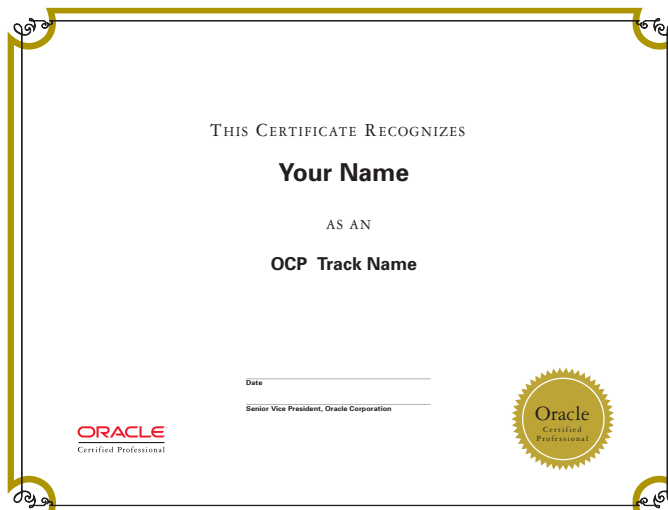 THIS CERTIFICATE RECOGNIZES
Your Name
AS AN
OCP Track Name
Date
Senior Vice President, Oracle Corporation
ORACLE
Certified Professional
Oracle
Certified
Professional